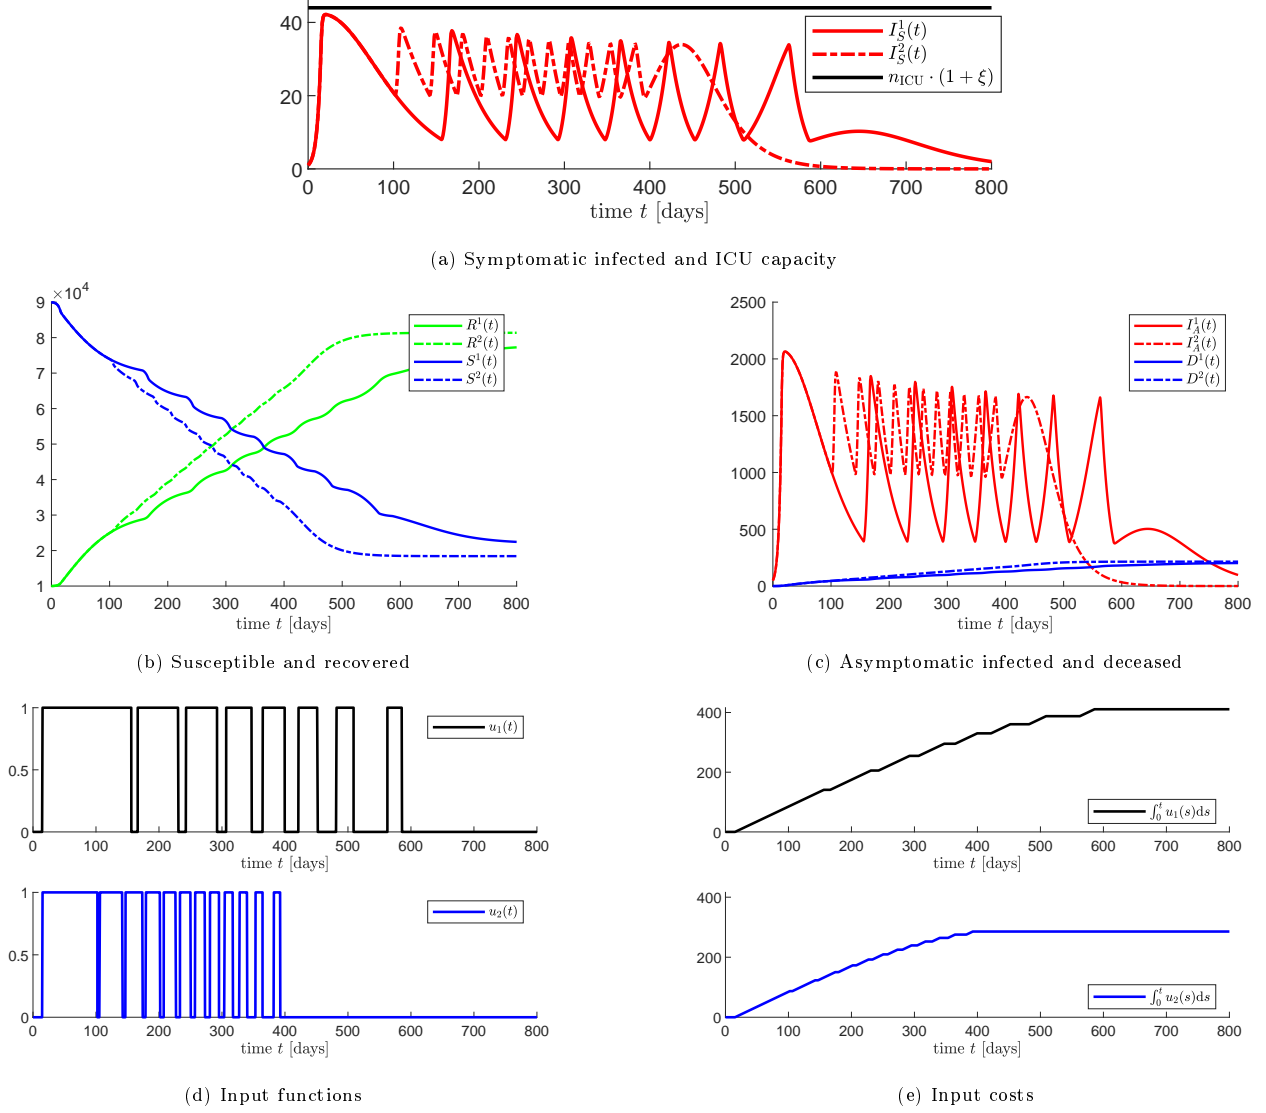 40
20
0
0 100 200 300 400 500 600 700 800
time t [days]
I_S^1(t)
I_S^2(t)
n_ICU · (1 + ξ)
(a) Symptomatic infected and ICU capacity
×10^4
9
8
7
6
5
4
3
2
1
0 100 200 300 400 500 600 700 800
time t [days]
R^1(t)
R^2(t)
S^1(t)
S^2(t)
(b) Susceptible and recovered
2500
2000
1500
1000
500
0
0 100 200 300 400 500 600 700 800
time t [days]
I_A^1(t)
I_A^2(t)
D^1(t)
D^2(t)
(c) Asymptomatic infected and deceased
1
0.5
0
0 100 200 300 400 500 600 700 800
time t [days]
u_1(t)
1
0.5
0
0 100 200 300 400 500 600 700 800
time t [days]
u_2(t)
(d) Input functions
400
200
0
0 100 200 300 400 500 600 700 800
time t [days]
∫_0^t u_1(s)ds
400
200
0
0 100 200 300 400 500 600 700 800
time t [days]
∫_0^t u_2(s)ds
(e) Input costs